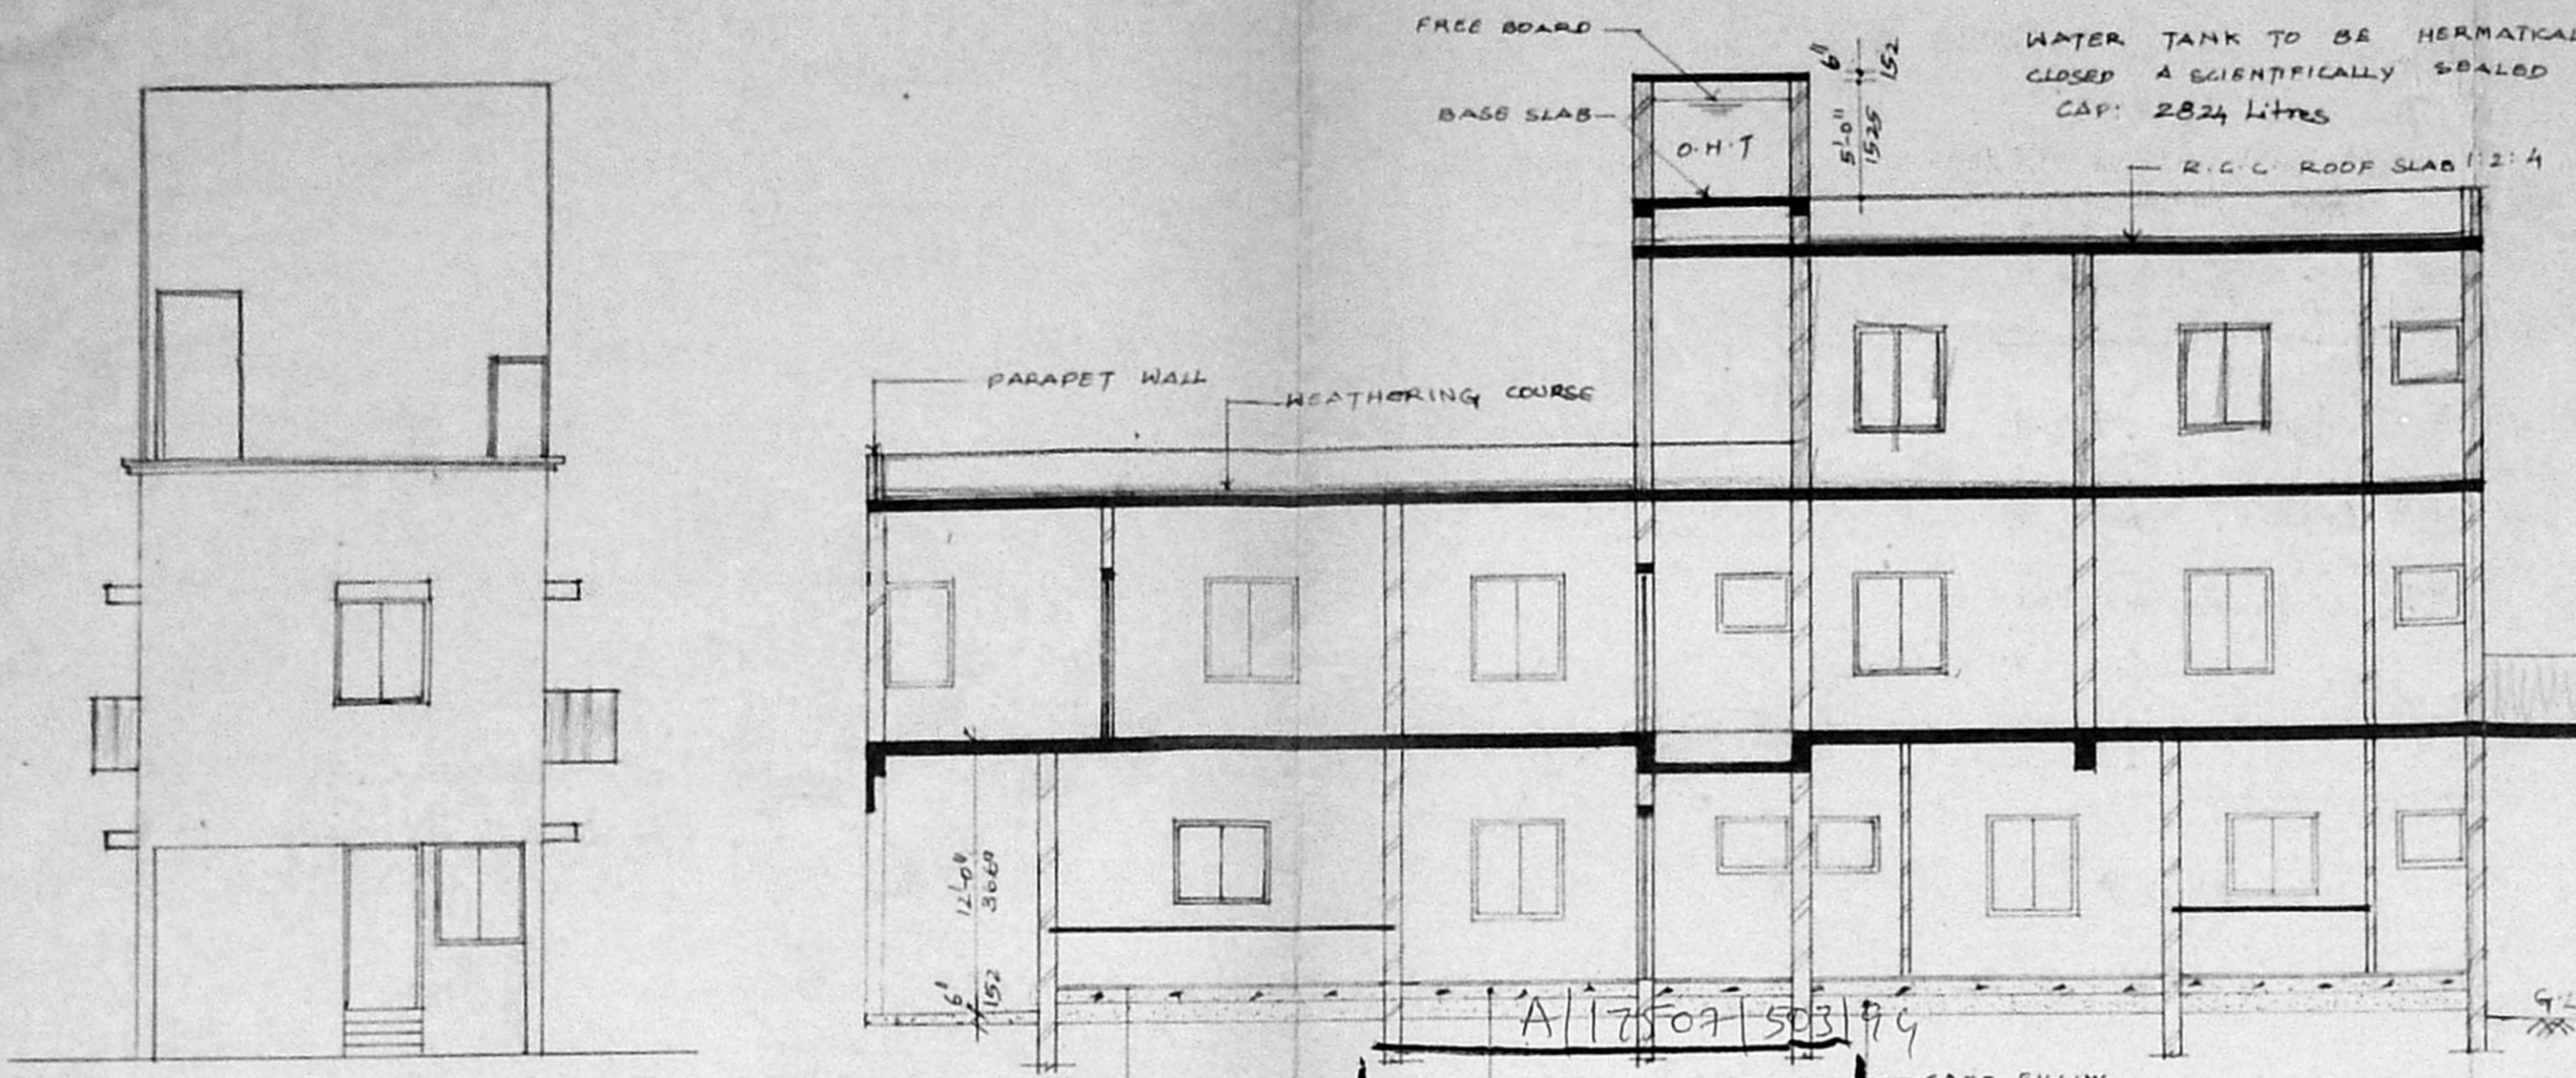 FREE BOARD
BASE SLAB
O.H.T
6"
152
5'-0"
1525
WATER TANK TO BE HERMATICAL
CLOSED & SCIENTIFICALLY SEALED
CAP: 2824 Litres
R.C.C. ROOF SLAB 1:2:4
PARAPET WALL
WEATHERING COURSE
12'-0"
3660
6"
152
A/17507/503/94
G L